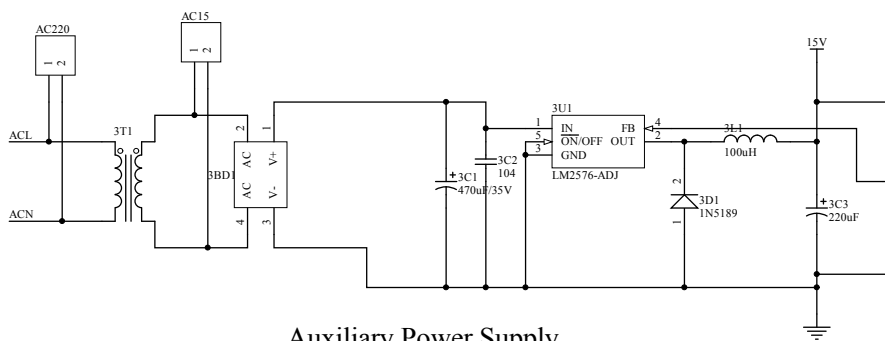 AC220
1
2
AC15
1
2
15V
ACL
ACN
3T1
2
1
AC
V+
3BD1
AC
V-
4
3
3C1
470uF/35V
3C2
104
3U1
1
IN
FB
4
5
ON/OFF
OUT
2
3
GND
LM2576-ADJ
3L1
100uH
2
3D1
1N5189
1
3C3
220uF
Auxiliary Power Supply